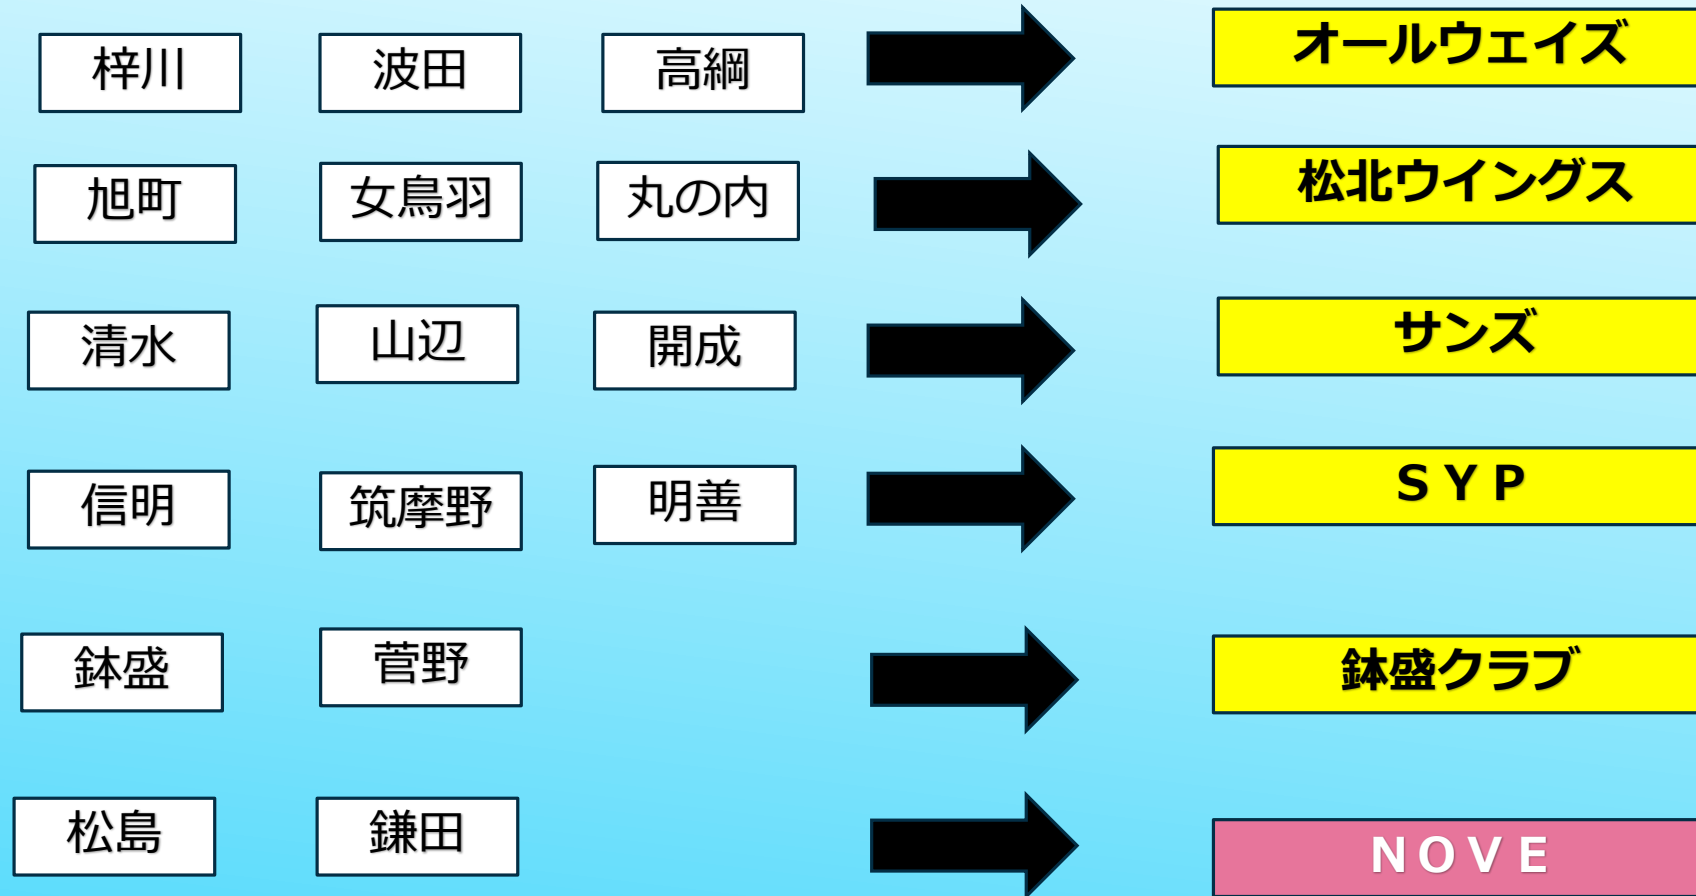 梓川 波田 高綱 オールウェイズ
旭町 女鳥羽 丸の内 松北ウイングス
清水 山辺 開成 サンズ
信明 筑摩野 明善 ＳＹＰ
鉢盛 菅野 鉢盛クラブ
松島 鎌田 ＮＯＶＥ